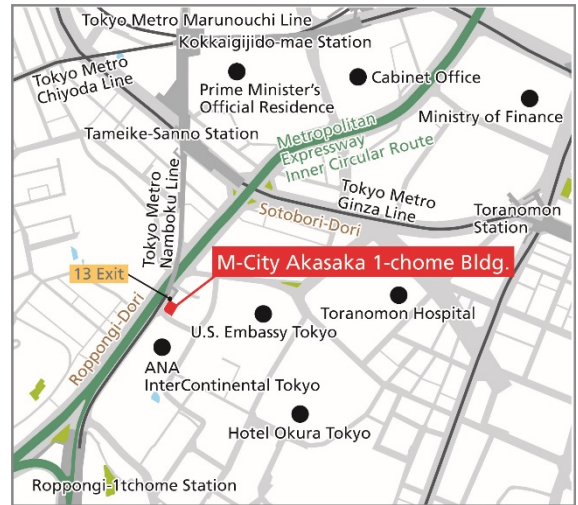 Tokyo Metro Marunouchi Line
Kokkaigijido-mae Station
Tokyo Metro
Chiyoda Line
Prime Minister's
Official Residence
Cabinet Office
Ministry of Finance
Tameike-Sanno Station
Metropolitan
Expressway
Inner Circular Route
Tokyo Metro
Namboku Line
Tokyo Metro
Ginza Line
Sotobori-Dori
Toranomon
Station
13 Exit
M-City Akasaka 1-chome Bldg.
Roppongi-Dori
U.S. Embassy Tokyo
Toranomon Hospital
ANA
InterContinental Tokyo
Hotel Okura Tokyo
Roppongi-1tchome Station